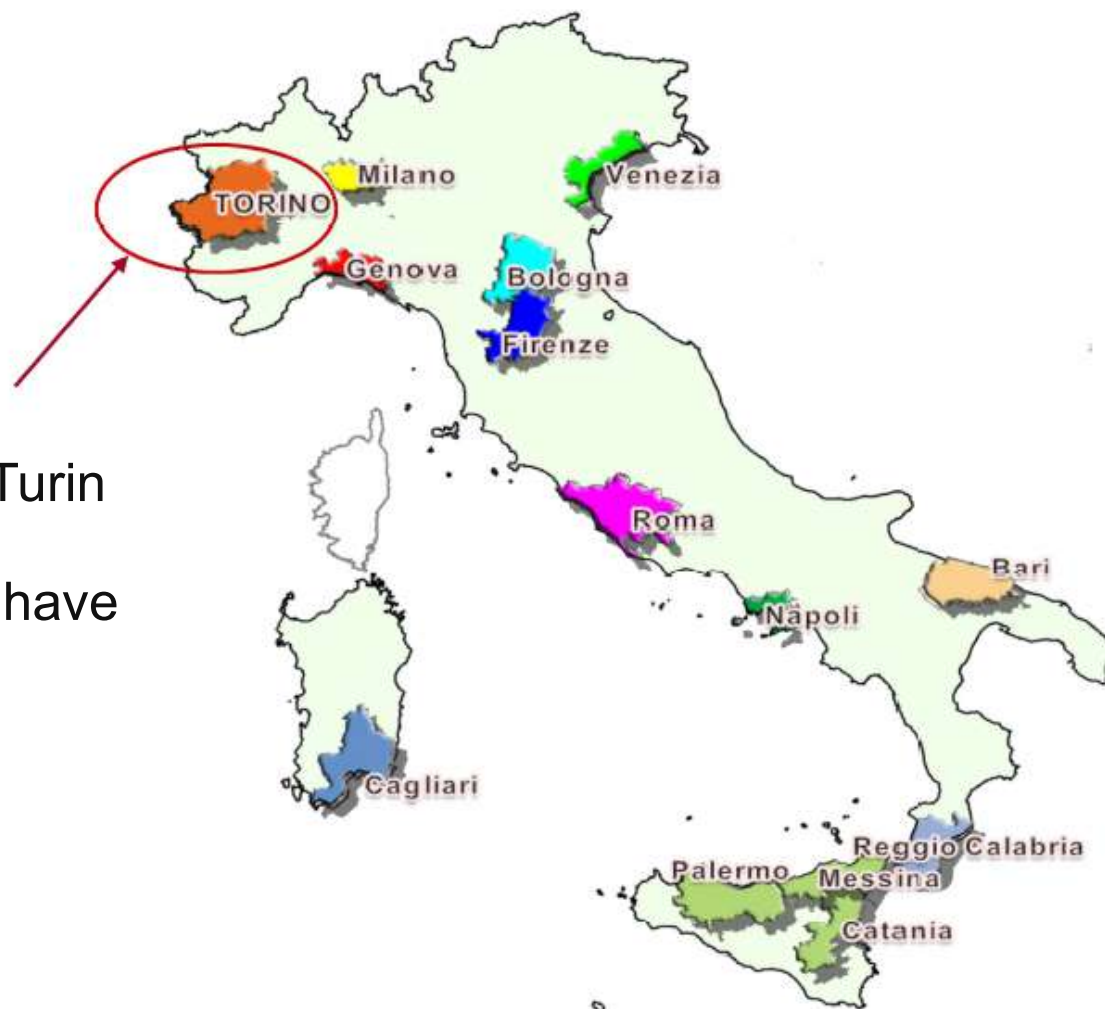 Milano
Venezia
TORINO
Genova
Bologna
Firenze
Turin
Roma
Bari
have
Napoli
Cagliari
Reggio Calabria
Palermo
Messina
Catania